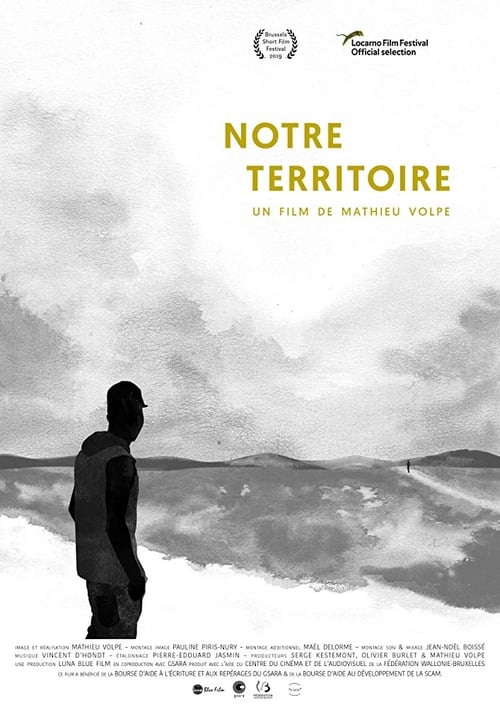 Brussels
Short Film
Festival
2019
Locarno Film Festival
Official selection
NOTRE
TERRITOIRE
UN FILM DE MATHIEU VOLPE
IMAGE ET RÉALISATION MATHIEU VOLPE - MONTAGE IMAGE PAULINE PIRIS-NURY - MONTAGE ADDITIONNEL MAËL DELORME - MONTAGE SON & MIXAGE JEAN-NOËL BOISSÉ
MUSIQUE VINCENT D'HONDT - ÉTALONNAGE PIERRE-EDOUARD JASMIN - PRODUCTEURS SERGE KESTEMONT, OLIVIER BURLET & MATHIEU VOLPE
UNE PRODUCTION LUNA BLUE FILM EN COPRODUCTION AVEC GSARA PRODUIT AVEC L'AIDE DU CENTRE DU CINÉMA ET DE L'AUDIOVISUEL DE LA FÉDÉRATION WALLONIE-BRUXELLES
CE FILM A BÉNÉFICIÉ DE LA BOURSE D'AIDE À L'ÉCRITURE ET AUX REPÉRAGES DU GSARA & DE LA BOURSE D'AIDE AU DÉVELOPPEMENT DE LA SCAM.
Luna Blue Film